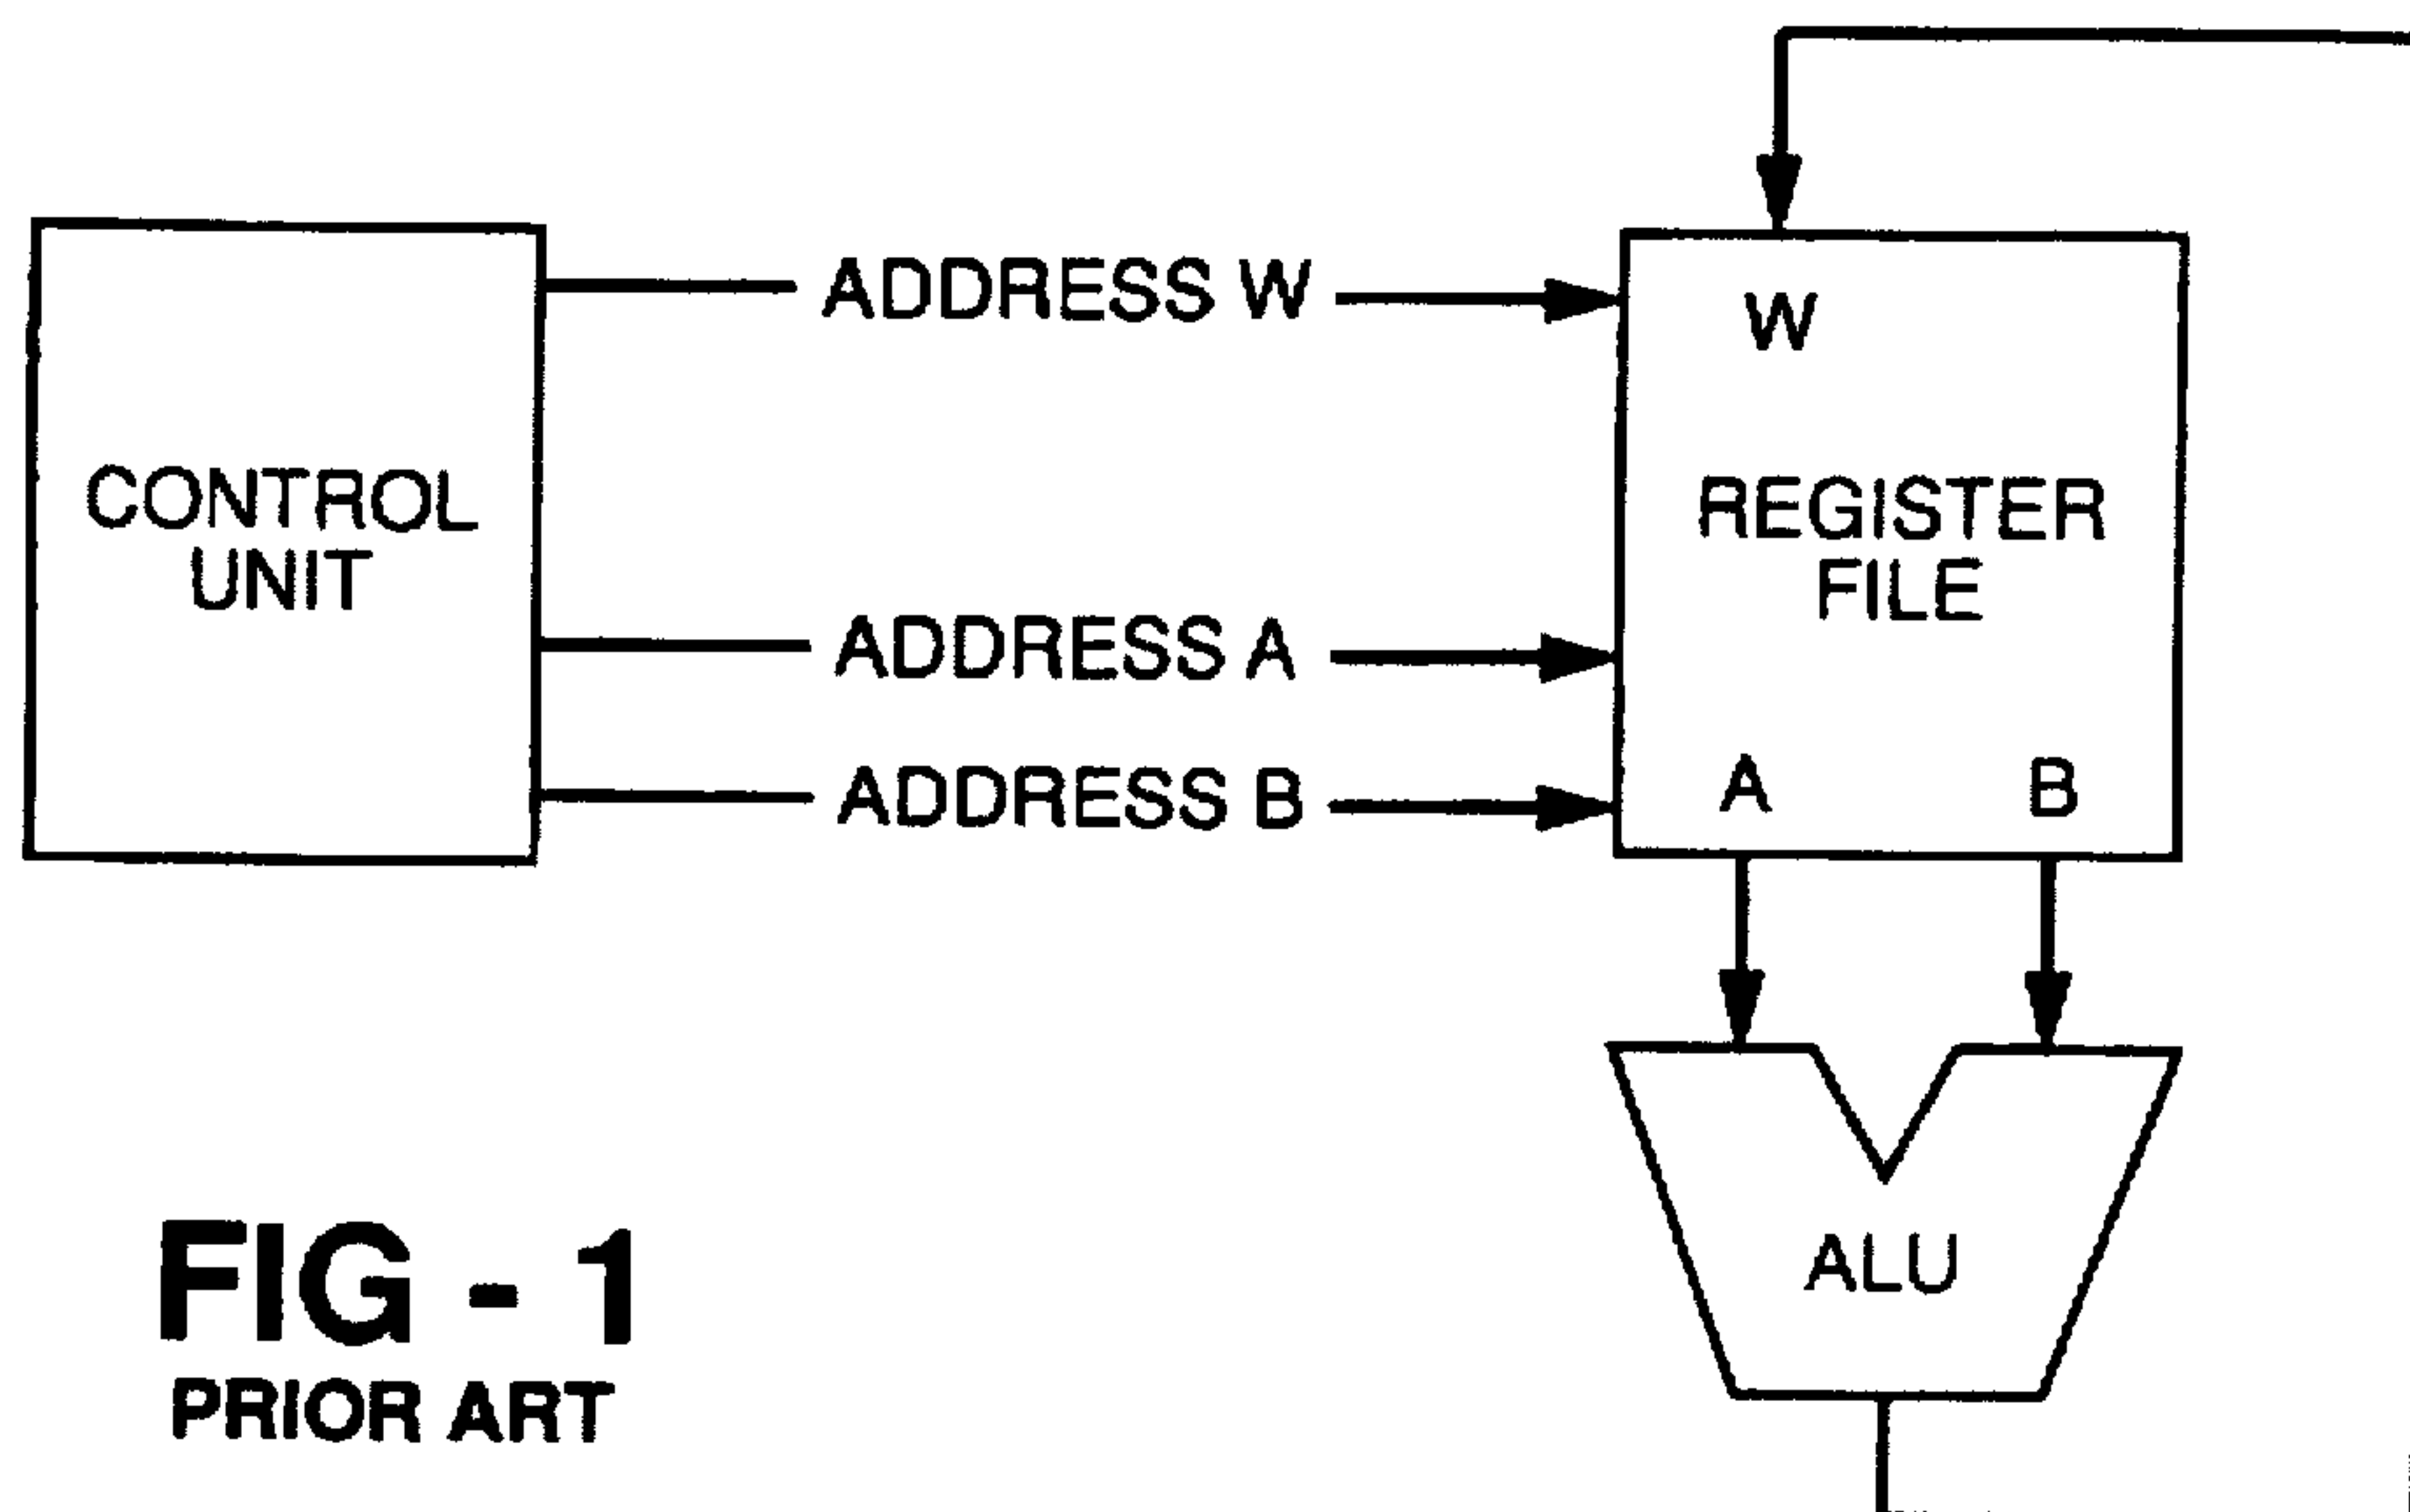 ADDRESS W
W
CONTROL
UNIT
REGISTER
FILE
ADDRESS A
ADDRESS B
A
B
ALU
FIG - 1
PRIOR ART